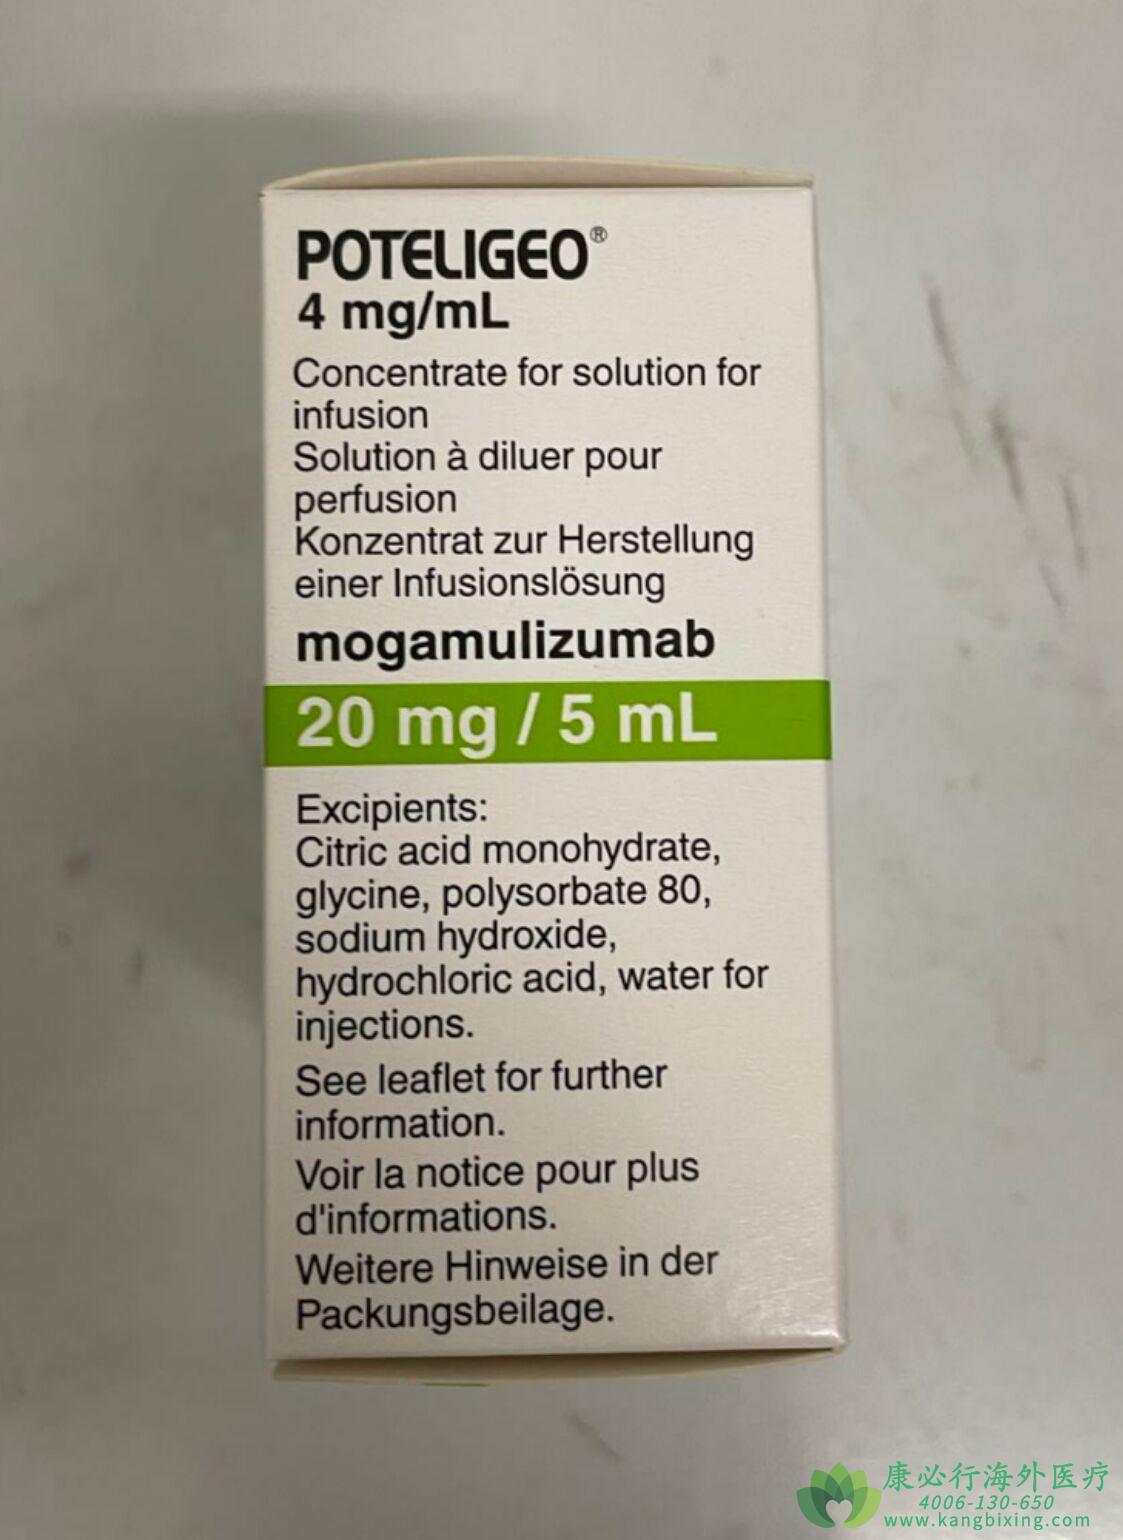 POTELIGEO®
4 mg/mL
Concentrate for solution for
infusion
Solution à diluer pour
perfusion
Konzentrat zur Herstellung
einer Infusionslösung
mogamulizumab
20 mg / 5 mL
Excipients:
Citric acid monohydrate,
glycine, polysorbate 80,
sodium hydroxide,
hydrochloric acid, water for
injections.
See leaflet for further
information.
Voir la notice pour plus
d'informations.
Weitere Hinweise in der
Packungsbeilage.
康必行海外医疗
4006-130-650
www.kangbixing.com